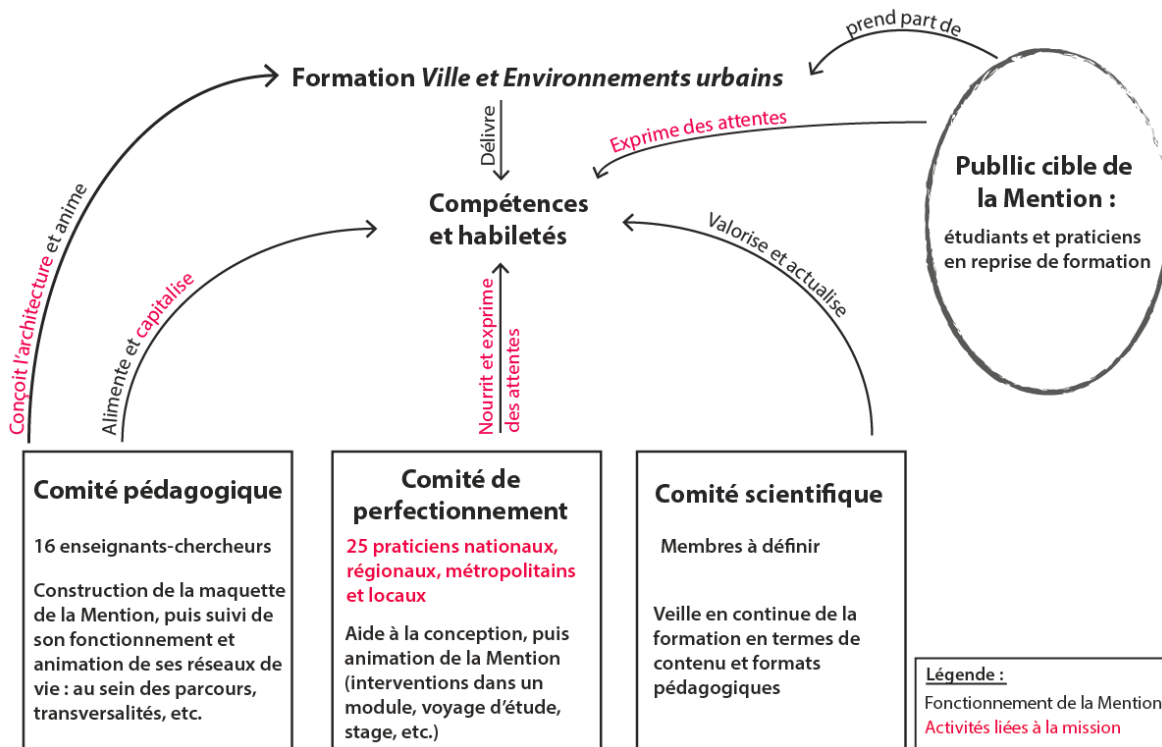 prend part de
Formation Ville et Environnements urbains
Délivre
Exprime des attentes
Publlic cible de
la Mention :
étudiants et praticiens
en reprise de formation
Compétences
et habiletés
Conçoit l'architecture et anime
Alimente et capitalise
Nourrit et exprime
des attentes
Valorise et actualise
Comité pédagogique
16 enseignants-chercheurs
Construction de la maquette
de la Mention, puis suivi de
son fonctionnement et
animation de ses réseaux de
vie : au sein des parcours,
transversalités, etc.
Comité de
perfectionnement
25 praticiens nationaux,
régionaux, métropolitains
et locaux
Aide à la conception, puis
animation de la Mention
(interventions dans un
module, voyage d'étude,
stage, etc.)
Comité scientifique
Membres à définir
Veille en continue de la
formation en termes de
contenu et formats
pédagogiques
Légende :
Fonctionnement de la Mention
Activités liées à la mission